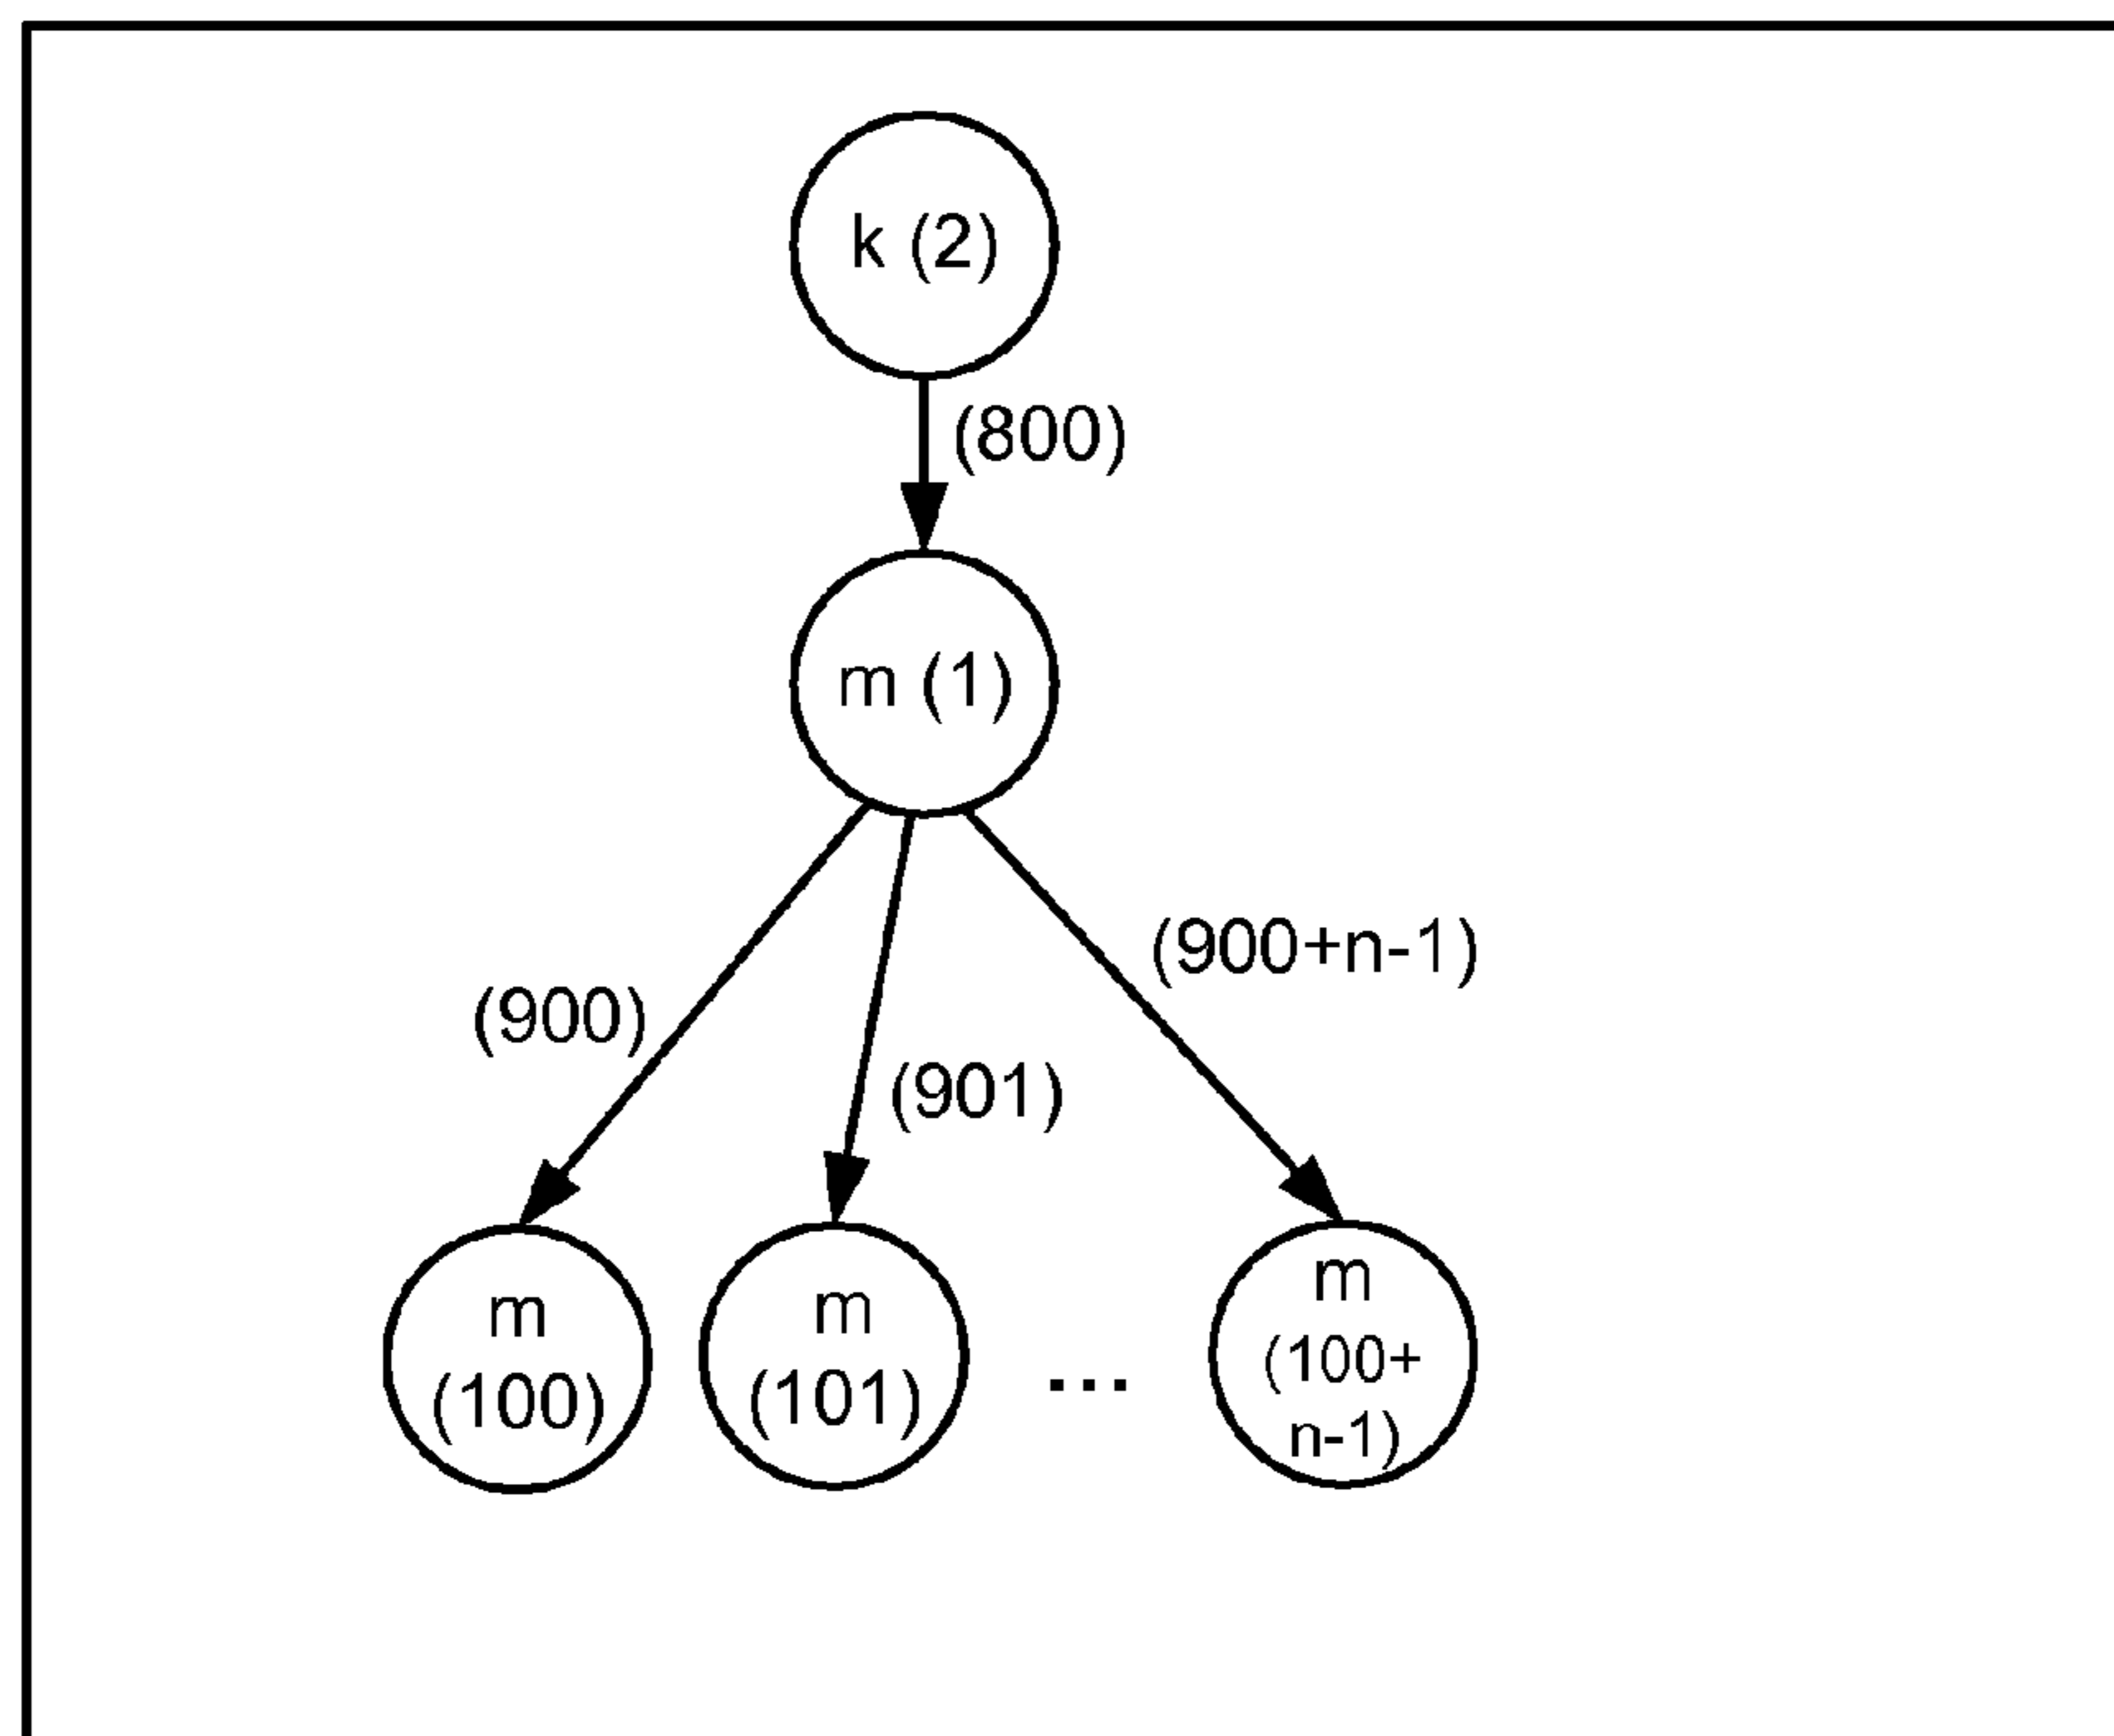 k (2)
(800)
m (1)
(900+n-1)
(900)
(901)
m
(100)
m
(101)
...
m
(100+
n-1)